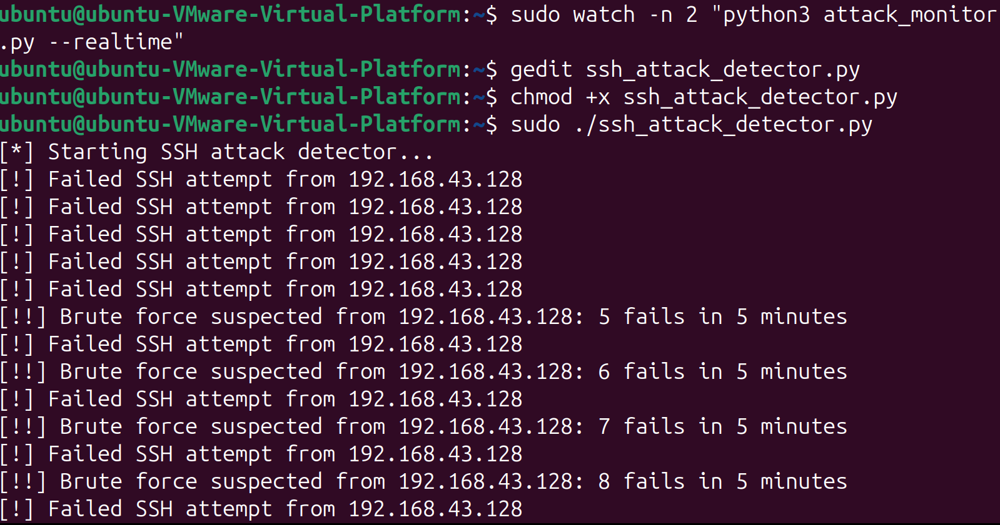 ubuntu@ubuntu-VMware-Virtual-Platform:~$ sudo watch -n 2 "python3 attack_monitor
.py --realtime"
ubuntu@ubuntu-VMware-Virtual-Platform:~$ gedit ssh_attack_detector.py
ubuntu@ubuntu-VMware-Virtual-Platform:~$ chmod +x ssh_attack_detector.py
ubuntu@ubuntu-VMware-Virtual-Platform:~$ sudo ./ssh_attack_detector.py
[*] Starting SSH attack detector...
[!] Failed SSH attempt from 192.168.43.128
[!] Failed SSH attempt from 192.168.43.128
[!] Failed SSH attempt from 192.168.43.128
[!] Failed SSH attempt from 192.168.43.128
[!] Failed SSH attempt from 192.168.43.128
[!!] Brute force suspected from 192.168.43.128: 5 fails in 5 minutes
[!] Failed SSH attempt from 192.168.43.128
[!!] Brute force suspected from 192.168.43.128: 6 fails in 5 minutes
[!] Failed SSH attempt from 192.168.43.128
[!!] Brute force suspected from 192.168.43.128: 7 fails in 5 minutes
[!] Failed SSH attempt from 192.168.43.128
[!!] Brute force suspected from 192.168.43.128: 8 fails in 5 minutes
[!] Failed SSH attempt from 192.168.43.128